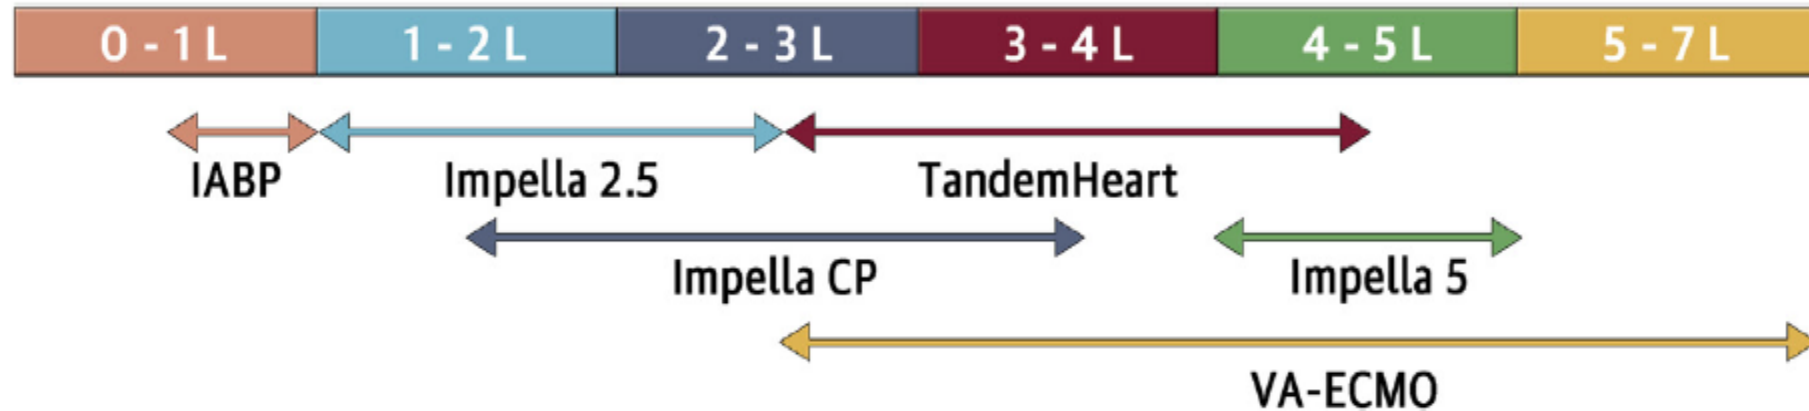 0 - 1 L 1 - 2 L 2 - 3 L 3 - 4 L 4 - 5 L 5 - 7 L
IABP Impella 2.5 TandemHeart
Impella CP Impella 5
VA-ECMO